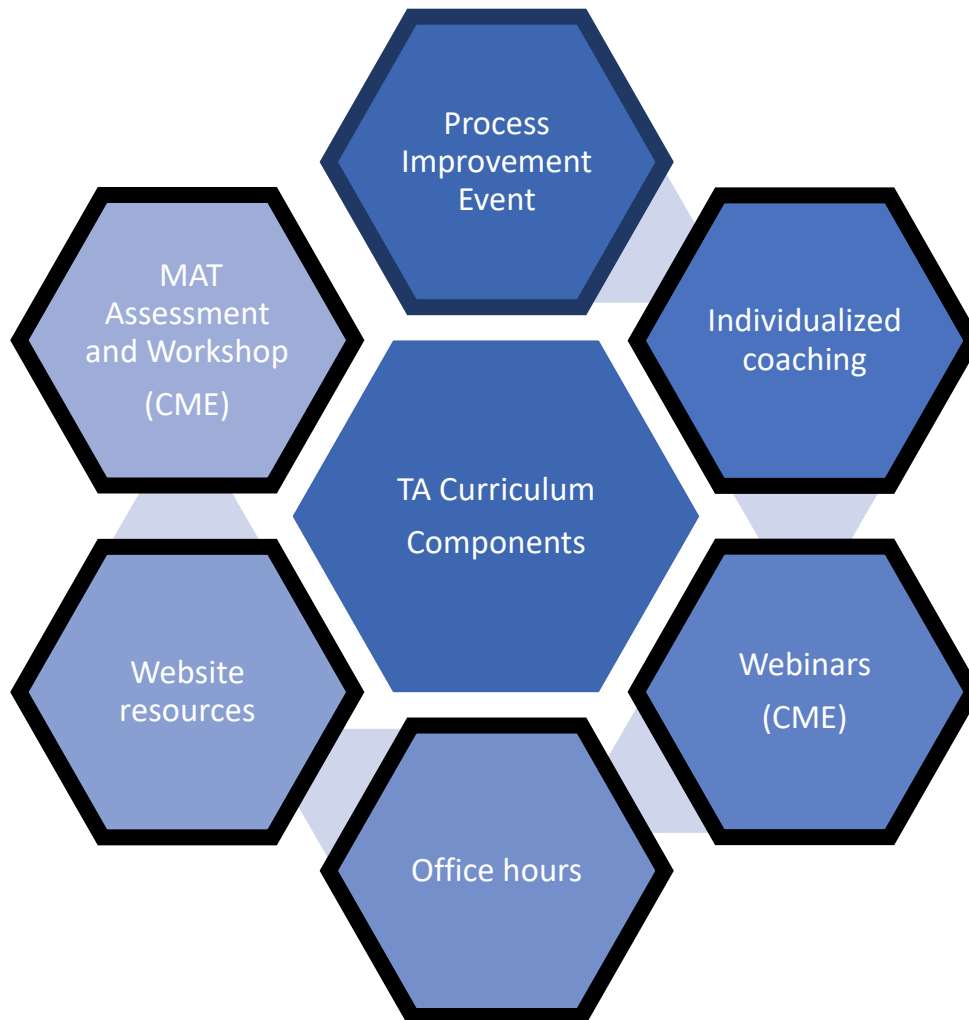 Process
Improvement
Event
Individualized
coaching
Webinars
(CME)
Office hours
Website
resources
MAT
Assessment
and Workshop
(CME)
TA Curriculum
Components